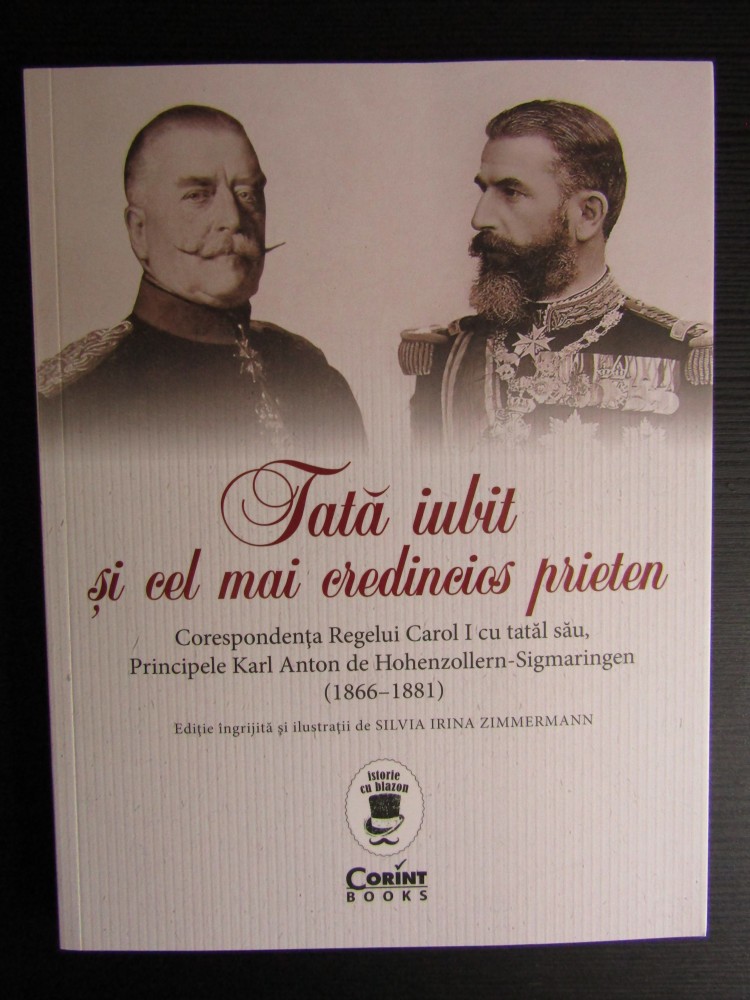 Tată iubit
și cel mai credincios prieten
Corespondența Regelui Carol I cu tatăl său,
Principele Karl Anton de Hohenzollern-Sigmaringen
(1866–1881)
Ediție îngrijită și ilustrații de SILVIA IRINA ZIMMERMANN
istorie
cu blazon
CORINT
BOOKS